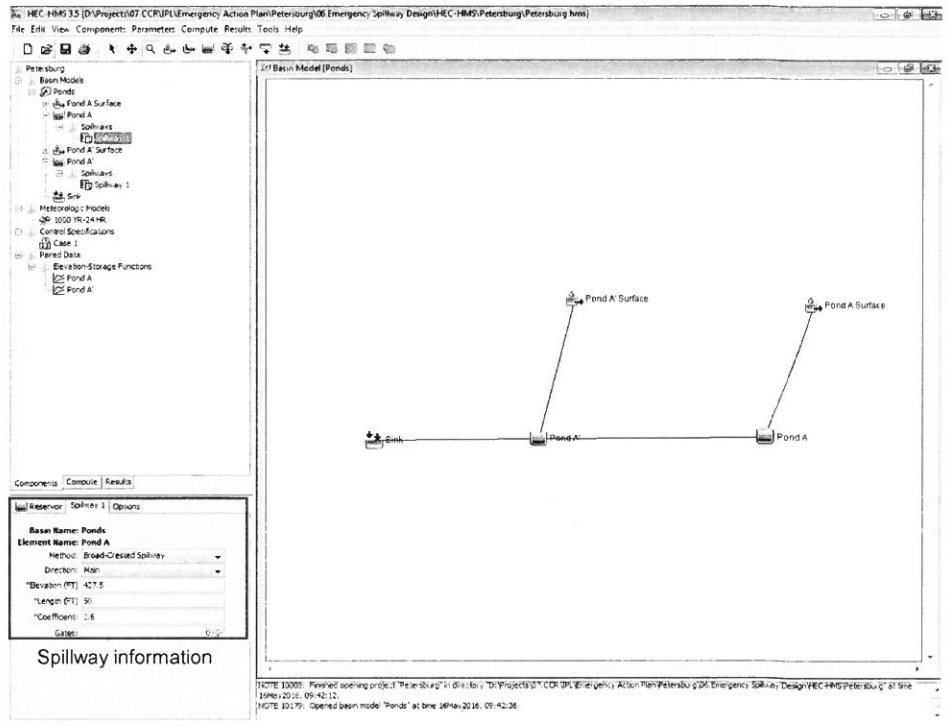 HEC-HMS 3.5 [D:\Projects\07 CCR\IPL\Emergency Action Plan\Petersburg\06.Emergency Spillway Design\HEC-HMS\Petersburg\Petersburg.hms]
File Edit View Components Parameters Compute Results Tools Help
Petersburg
Basin Models
Ponds
Pond A Surface
Pond A
Spillways
Spillway 1
Pond A' Surface
Pond A'
Spillways
Spillway 1
Sink
Meteorologic Models
1000 YR-24 HR
Control Specifications
Case 1
Paired Data
Elevation-Storage Functions
Pond A
Pond A'
Components Compute Results
Reservoir Spillway 1 Options
Basin Name: Ponds
Element Name: Pond A
Method: Broad-Crested Spillway
Direction: Main
*Elevation (FT) 437.5
*Length (FT) 50
*Coefficient: 2.6
Gates:
Spillway information
Basin Model [Ponds]
Pond A' Surface
Pond A Surface
Sink
Pond A'
Pond A
NOTE 10008: Finished opening project "Petersburg" in directory "D:\Projects\07 CCR\IPL\Emergency Action Plan\Petersburg\06.Emergency Spillway Design\HEC-HMS\Petersburg" at time
16May2016, 09:42:12.
NOTE 10179: Opened basin model "Ponds" at time 16May2016, 09:42:36.